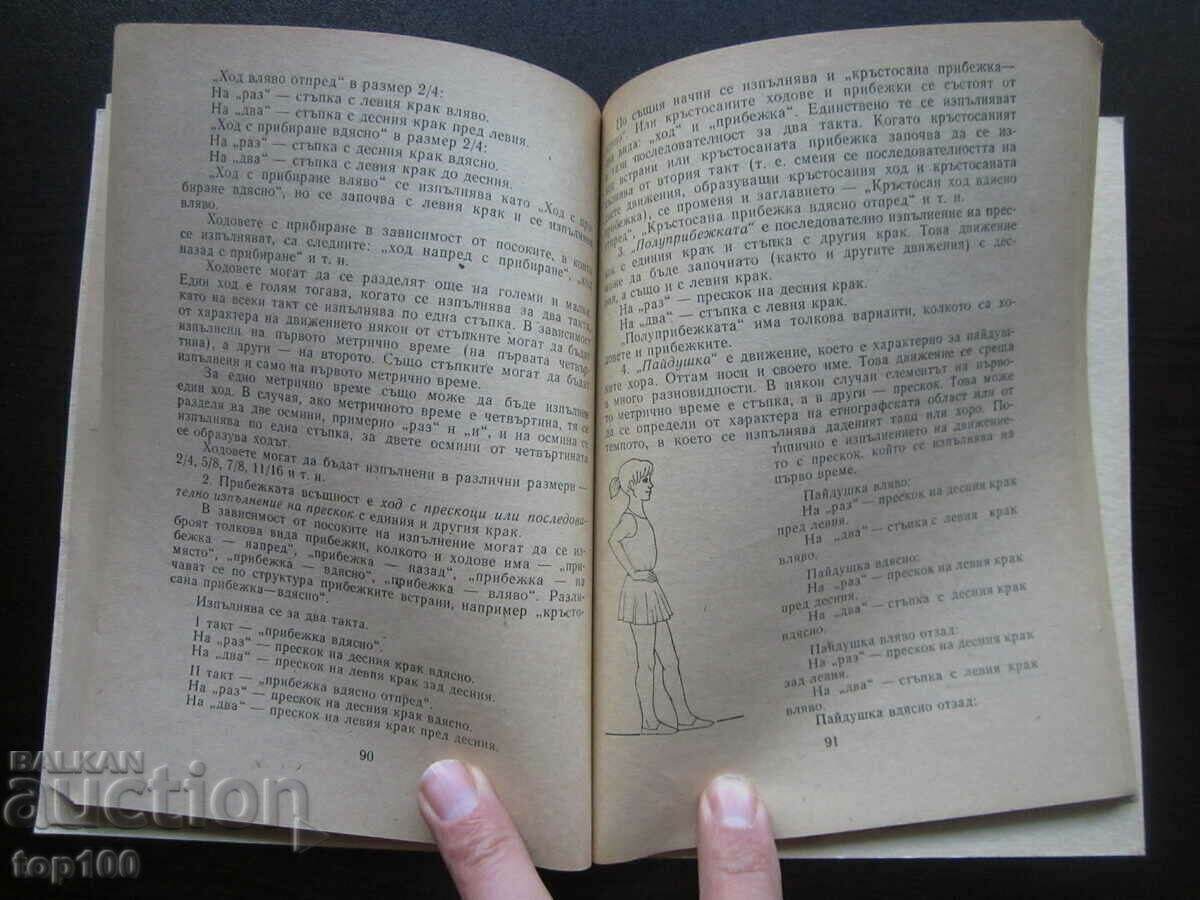 „Ход вляво отпред“ в размер 2/4:
На „раз“ — стъпка с левия крак вляво.
На „два“ — стъпка с десния крак пред левия.
„Ход с прибиране вдясно“ в размер 2/4:
На „раз“ — стъпка с десния крак вдясно.
На „два“ — стъпка с левия крак до десния.
„Ход с прибиране вляво“ се изпълнява като „Ход с при-
биране вдясно“, но се започва с левия крак и се изпълнява
вляво.
Ходовете с прибиране в зависимост от посоките, в които
се изпълняват, са следните: „ход напред с прибиране“, „ход
назад с прибиране“ и т. н.
Ходовете могат да се разделят още на големи и малки.
Един ход е голям тогава, когато се изпълнява за два такта,
като на всеки такт се изпълнява по една стъпка. В зависимост
от характера на движението някои от стъпките могат да бъдат
изпълнени на първото метрично време (на първата четвър-
тина), а други — на второто. Също стъпките могат да бъдат
изпълнени и само на първото метрично време.
За едно метрично време също може да бъде изпълнен
един ход. В случая, ако метричното време е четвъртина, тя се
разделя на две осмини, примерно „раз“ и „и“, и на осмина се
изпълнява по една стъпка, за двете осмини от четвъртината
се образува ходът.
Ходовете могат да бъдат изпълнени в различни размери —
2/4, 5/8, 7/8, 11/16 и т. н.
2. Прибежката всъщност е ход с прескоци или последова-
телно изпълнение на прескок с единия и другия крак.
В зависимост от посоките на изпълнение могат да се из-
броят толкова вида прибежки, колкото и ходове има — „при-
бежка — напред“, „прибежка — назад“, „прибежка — на
място“, „прибежка — вдясно“, „прибежка — вляво“. Разли-
чават се по структура прибежките встрани, например „кръсто-
сана прибежка—вдясно“.
Изпълнява се за два такта.
I такт — „прибежка вдясно“.
На „раз“ — прескок на десния крак вдясно.
На „два“ — прескок на левия крак зад десния.
II такт — „прибежка вдясно отпред“.
На „раз“ — прескок на десния крак вдясно.
На „два“ — прескок на левия крак пред десния.
90
По същия начин се изпълнява и „кръстосана прибежка—
Или кръстосаните ходове и прибежки се състоят от
вида: „ход“ и „прибежка“. Единствено те се изпълняват
последователност за два такта. Когато кръстосаният
встрани или кръстосаната прибежка започва да се из-
от втория такт (т. е. сменя се последователността на
движения, образуващи кръстосания ход и кръстосаната
прибежка), се променя и заглавието — „Кръстосан ход вдясно
отпред“, „Кръстосана прибежка вдясно отпред“ и т. н.
3. „Полуприбежката“ е последователно изпълнение на прес-
кок с единия крак и стъпка с другия крак. Това движение
може да бъде започнато (както и другите движения) с дес-
ния, а също и с левия крак.
На „раз“ — прескок на десния крак.
На „два“ — стъпка с левия крак.
„Полуприбежката“ има толкова варианти, колкото са хо-
довете и прибежките.
4. „Пайдушка“ е движение, което е характерно за пайдуш-
ките хора. Оттам носи и своето име. Това движение се среща
в много разновидности. В някои случаи елементът на първо-
то метрично време е стъпка, а в други — прескок. Това може
да се определи от характера на етнографската област или от
темпото, в което се изпълнява даденият танц или хоро. По-
типично е изпълнението на движение-
то с прескок, който се изпълнява на
първо време.
Пайдушка вляво:
На „раз“ — прескок на десния крак
пред левия.
На „два“ — стъпка с левия крак
вляво.
Пайдушка вдясно:
На „раз“ — прескок на левия крак
пред десния.
На „два“ — стъпка с десния крак
вдясно.
Пайдушка вляво отзад:
На „раз“ — прескок на десния крак
зад левия.
На „два“ — стъпка с левия крак
вляво.
Пайдушка вдясно отзад:
91
BALKAN
auction
top100